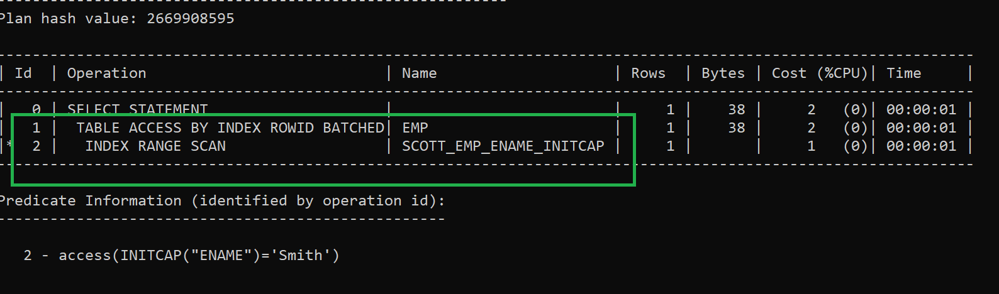 Plan hash value: 2669908595
| Id  | Operation                           | Name                   | Rows  | Bytes | Cost (%CPU)| Time     |
|   0 | SELECT STATEMENT                    |                        |     1 |    38 |     2   (0)| 00:00:01 |
|   1 |  TABLE ACCESS BY INDEX ROWID BATCHED| EMP                    |     1 |    38 |     2   (0)| 00:00:01 |
|*  2 |   INDEX RANGE SCAN                  | SCOTT_EMP_ENAME_INITCAP |     1 |       |     1   (0)| 00:00:01 |
Predicate Information (identified by operation id):
2 - access(INITCAP("ENAME")='Smith')